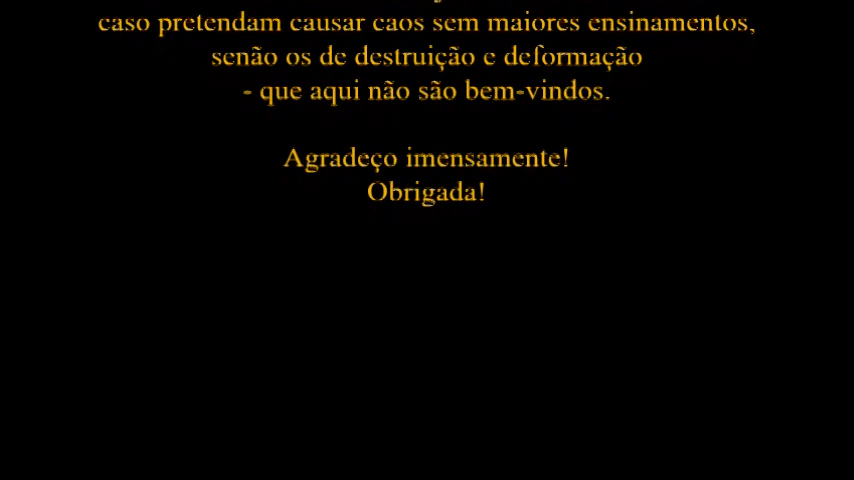 caso pretendam causar caos sem maiores ensinamentos,
senão os de destruição e deformação
- que aqui não são bem-vindos.
Agradeço imensamente!
Obrigada!